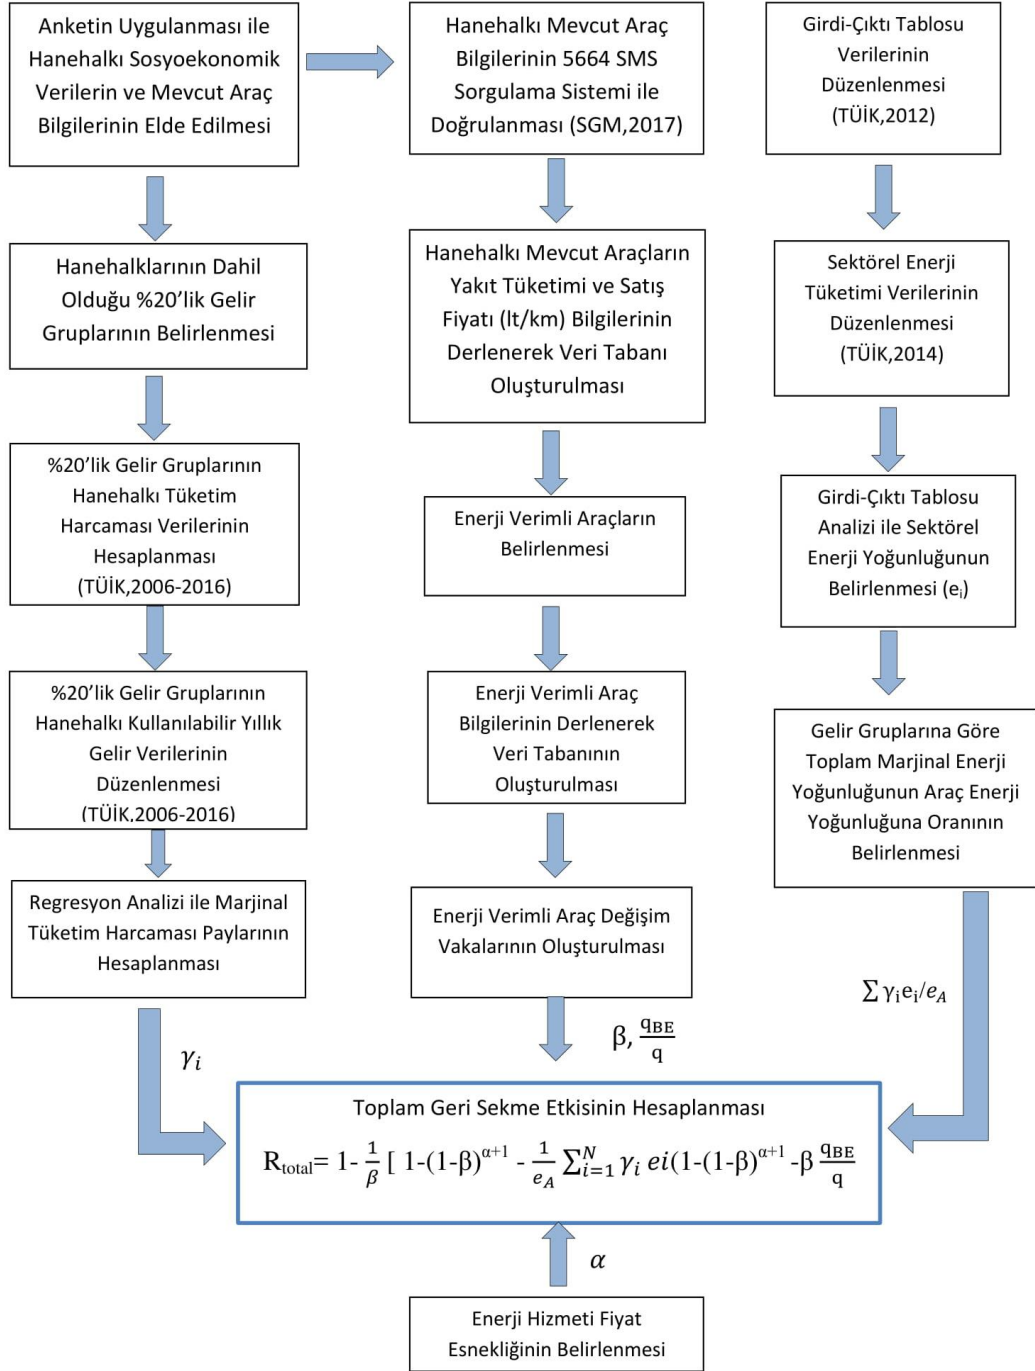 Anketin Uygulanması ile
Hanehalkı Sosyoekonomik
Verilerin ve Mevcut Araç
Bilgilerinin Elde Edilmesi
Hanehalkı Mevcut Araç
Bilgilerinin 5664 SMS
Sorgulama Sistemi ile
Doğrulanması (SGM,2017)
Girdi-Çıktı Tablosu
Verilerinin
Düzenlenmesi
(TÜİK,2012)
Hanehalklarının Dahil
Olduğu %20’lik Gelir
Gruplarının Belirlenmesi
Hanehalkı Mevcut Araçların
Yakıt Tüketimi ve Satış
Fiyatı (lt/km) Bilgilerinin
Derlenerek Veri Tabanı
Oluşturulması
Sektörel Enerji
Tüketimi Verilerinin
Düzenlenmesi
(TÜİK,2014)
%20’lik Gelir Gruplarının
Hanehalkı Tüketim
Harcaması Verilerinin
Hesaplanması
(TÜİK,2006-2016)
Enerji Verimli Araçların
Belirlenmesi
Girdi-Çıktı Tablosu
Analizi ile Sektörel
Enerji Yoğunluğunun
Belirlenmesi (eᵢ)
%20’lik Gelir Gruplarının
Hanehalkı Kullanılabilir Yıllık
Gelir Verilerinin
Düzenlenmesi
(TÜİK,2006-2016)
Enerji Verimli Araç
Bilgilerinin Derlenerek
Veri Tabanının
Oluşturulması
Gelir Gruplarına Göre
Toplam Marjinal Enerji
Yoğunluğunun Araç Enerji
Yoğunluğuna Oranının
Belirlenmesi
Regresyon Analizi ile Marjinal
Tüketim Harcaması Paylarının
Hesaplanması
Enerji Verimli Araç Değişim
Vakalarının Oluşturulması
γᵢ
β, q_BE/q
∑ γᵢeᵢ/e_A
Toplam Geri Sekme Etkisinin Hesaplanması
R_total= 1- 1/β [ 1-(1-β)^(α+1) - 1/e_A ∑_(i=1)^N γᵢ ei(1-(1-β)^(α+1) -β q_BE/q
α
Enerji Hizmeti Fiyat
Esnekliğinin Belirlenmesi